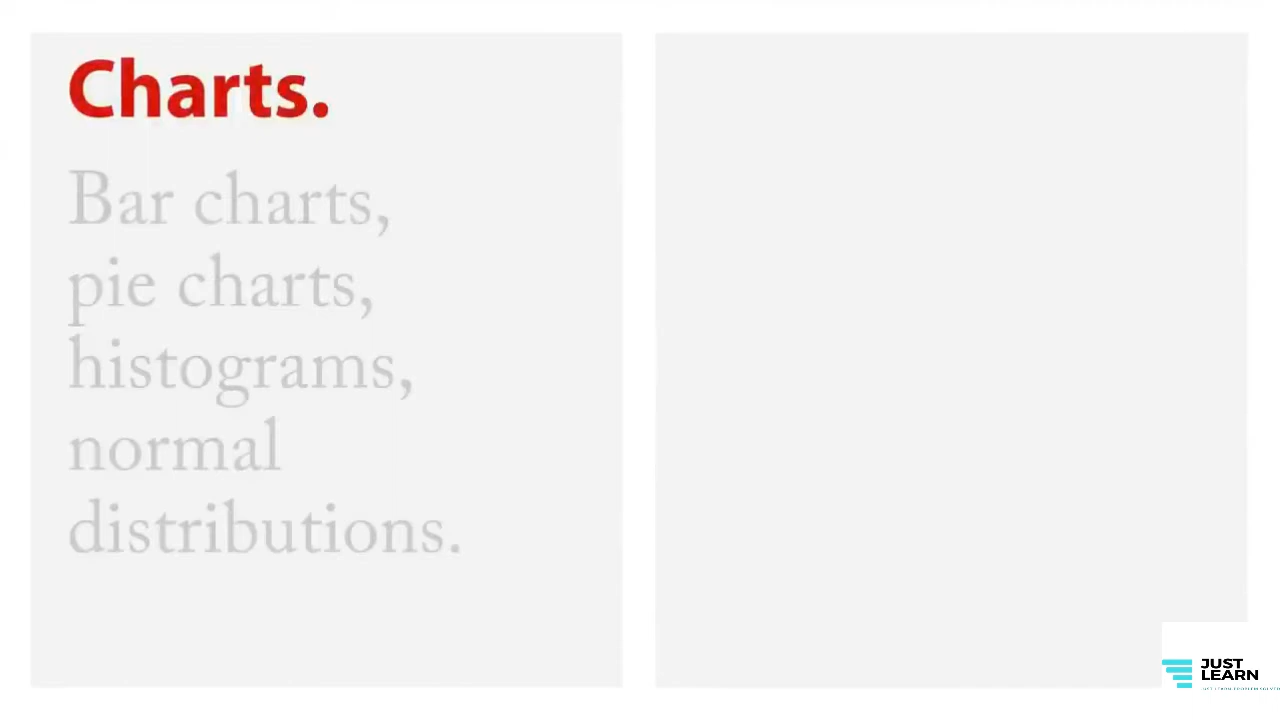 Charts.
Bar charts,
pie charts,
histograms,
normal
distributions.
JUST
LEARN